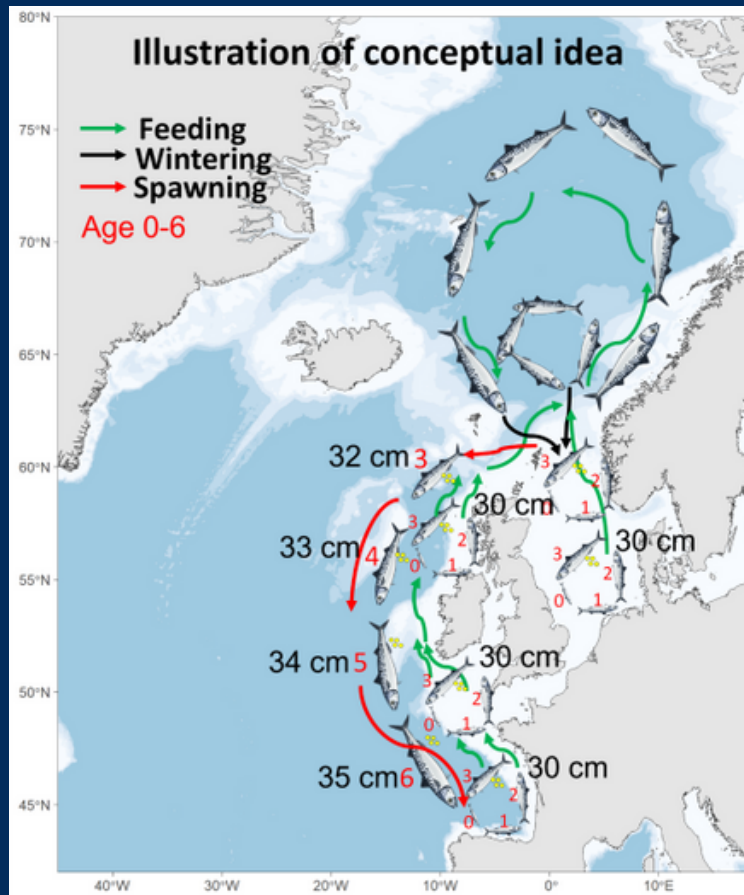 Illustration of conceptual idea
Feeding
Wintering
Spawning
Age 0-6
80°N
75°N
70°N
65°N
60°N
55°N
50°N
45°N
32 cm 3
3
2
1
30 cm
33 cm 4
3
2
0
1
30 cm
3
2
0
1
34 cm 5
30 cm
3
2
0
1
35 cm 6
30 cm
3
2
0
1
40°W
30°W
20°W
10°W
0°
10°E